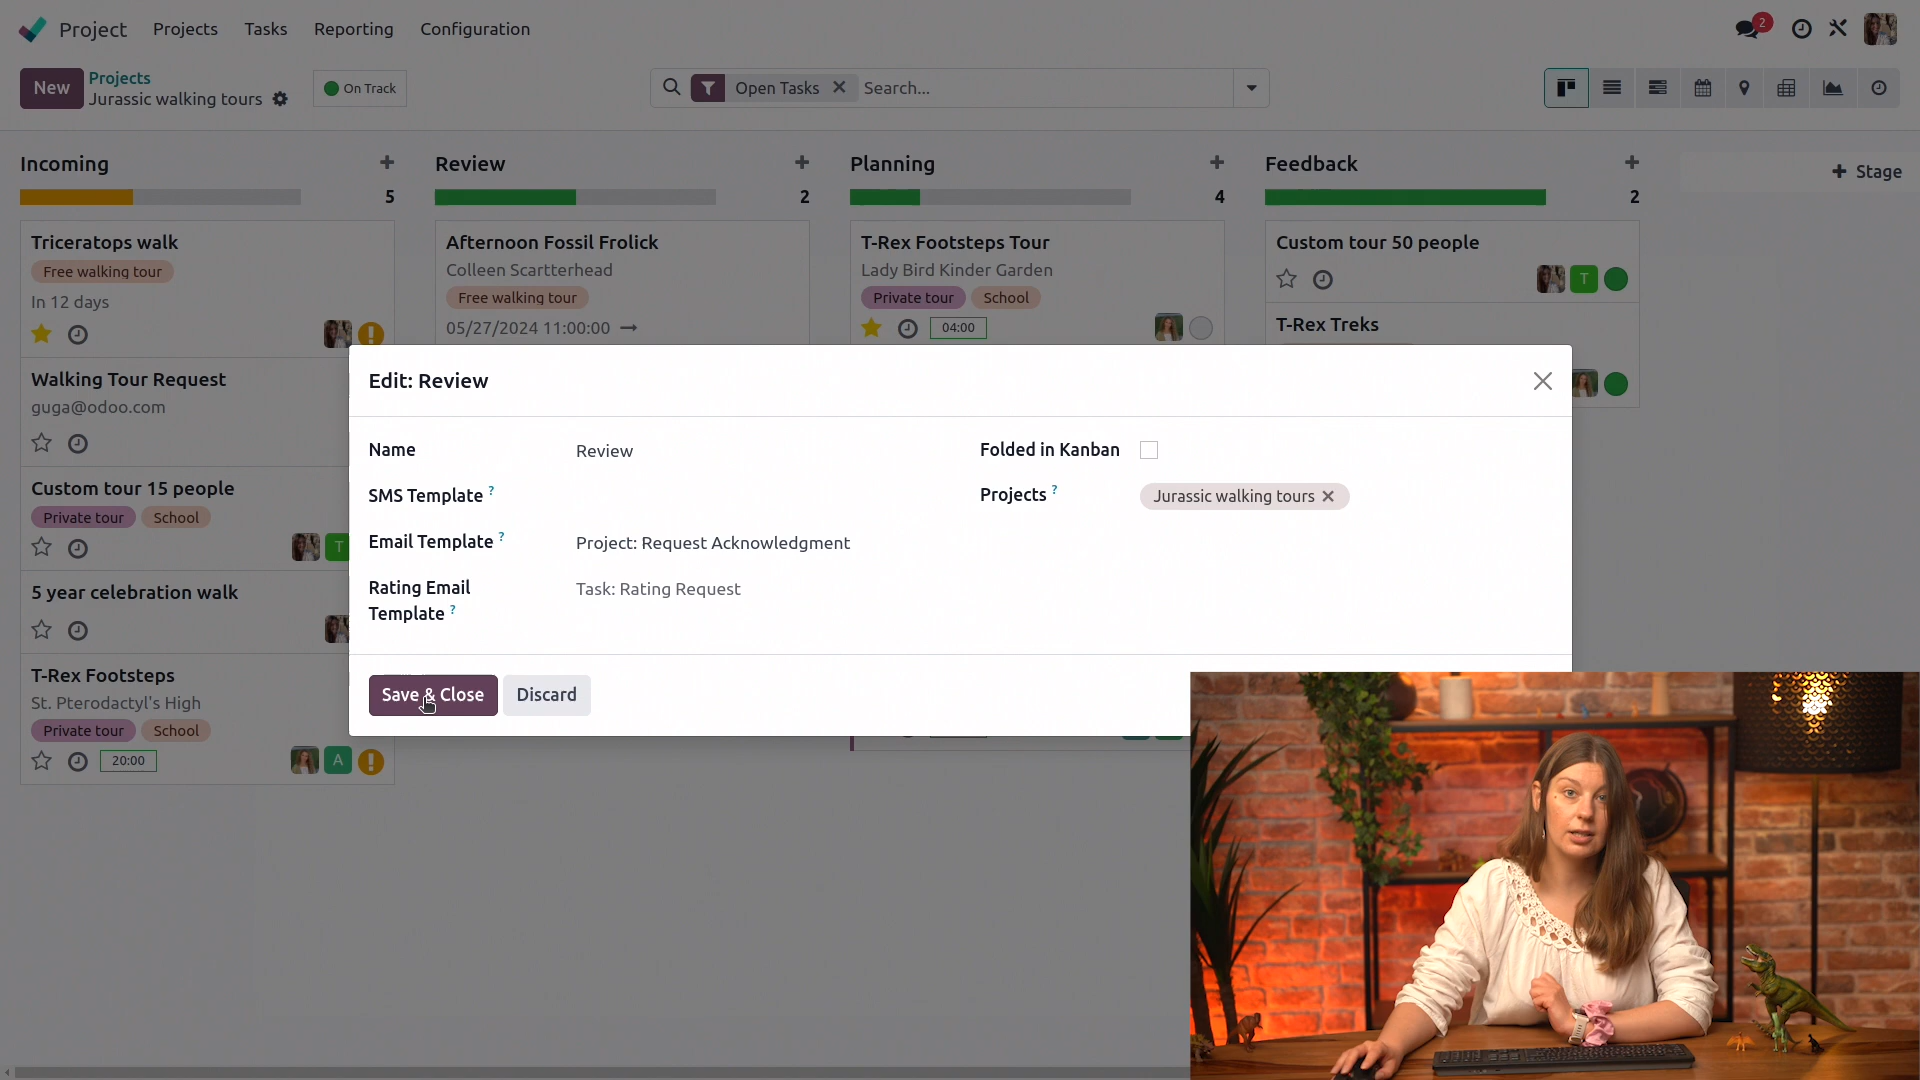 Project Projects Tasks Reporting Configuration 2
New Projects
Jurassic walking tours
On Track
Open Tasks Search...
Incoming
5
Review
2
Planning
4
Feedback
2
Stage
Triceratops walk
Free walking tour
In 12 days
Walking Tour Request
guga@odoo.com
Custom tour 15 people
Private tour School
T
5 year celebration walk
T-Rex Footsteps
St. Pterodactyl's High
Private tour School
20:00 A
Afternoon Fossil Frolick
Colleen Scartterhead
Free walking tour
05/27/2024 11:00:00
T-Rex Footsteps Tour
Lady Bird Kinder Garden
Private tour School
04:00
Custom tour 50 people
T
T-Rex Treks
Edit: Review
Name Review
SMS Template ?
Email Template ? Project: Request Acknowledgment
Rating Email
Template ?
Task: Rating Request
Folded in Kanban
Projects ? Jurassic walking tours
Save & Close Discard